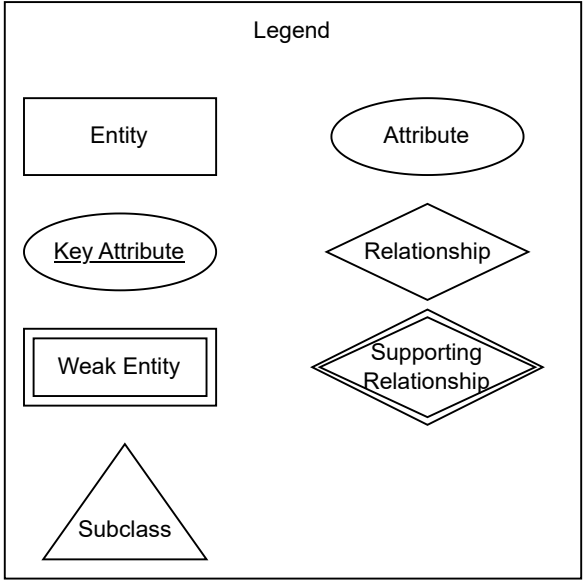 Legend
Entity
Attribute
Key Attribute
Relationship
Weak Entity
Supporting
Relationship
Subclass